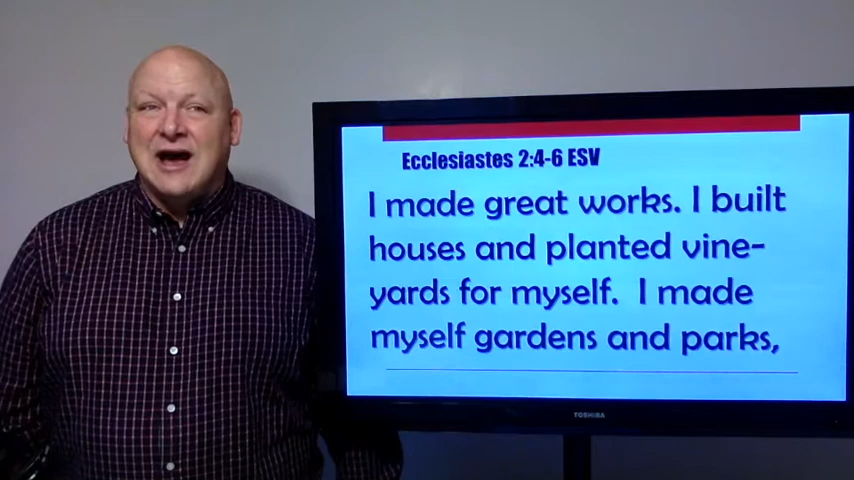 Ecclesiastes 2:4-6 ESV
I made great works. I built
houses and planted vine-
yards for myself. I made
myself gardens and parks,
TOSHIBA